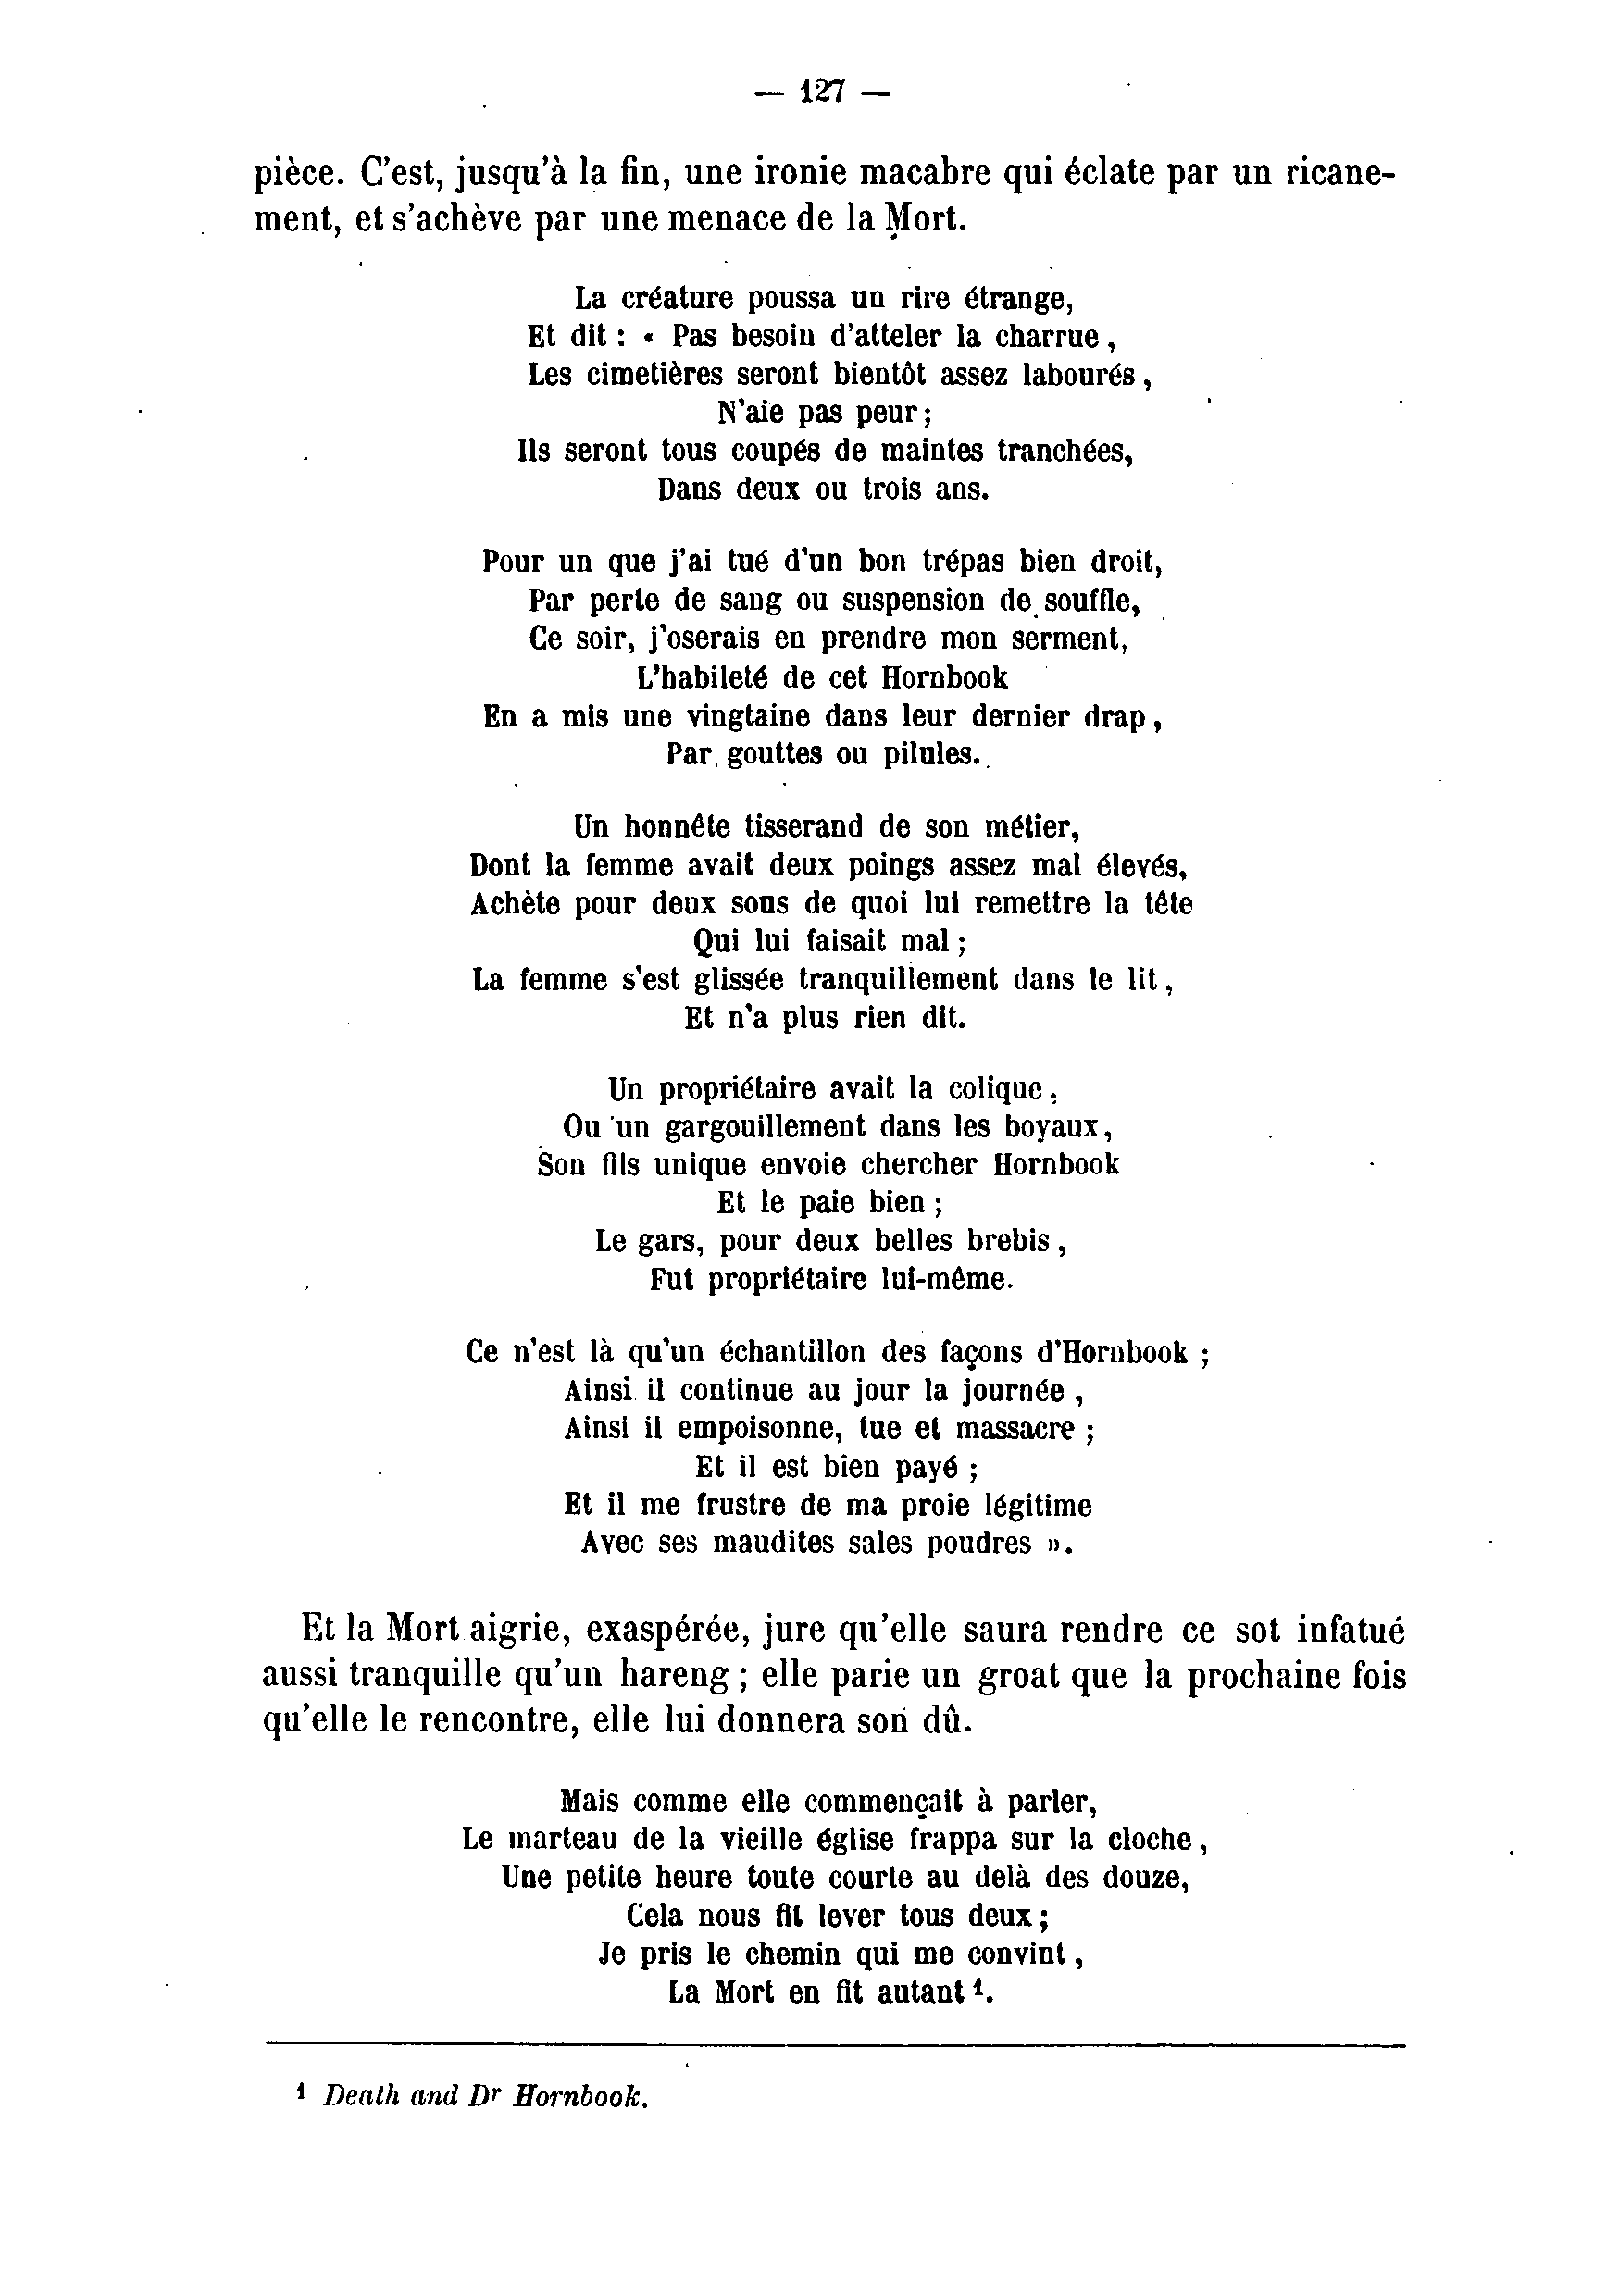 — 127 —
pièce. C'est, jusqu'à la fin, une ironie macabre qui éclate par un ricane-
ment, et s'achève par une menace de la Mort.
La créature poussa un rire étrange,
Et dit : « Pas besoin d'atteler la charrue,
Les cimetières seront bientôt assez labourés,
N'aie pas peur;
Ils seront tous coupés de maintes tranchées,
Dans deux ou trois ans.
Pour un que j'ai tué d'un bon trépas bien droit,
Par perte de sang ou suspension de souffle,
Ce soir, j'oserais en prendre mon serment,
L'habileté de cet Hornbook
En a mis une vingtaine dans leur dernier drap,
Par gouttes ou pilules.
Un honnête tisserand de son métier,
Dont la femme avait deux poings assez mal élevés,
Achète pour deux sous de quoi lui remettre la tête
Qui lui faisait mal ;
La femme s'est glissée tranquillement dans le lit,
Et n'a plus rien dit.
Un propriétaire avait la colique,
Ou un gargouillement dans les boyaux,
Son fils unique envoie chercher Hornbook
Et le paie bien ;
Le gars, pour deux belles brebis,
Fut propriétaire lui-même.
Ce n'est là qu'un échantillon des façons d'Hornbook ;
Ainsi il continue au jour la journée,
Ainsi il empoisonne, tue et massacre ;
Et il est bien payé ;
Et il me frustre de ma proie légitime
Avec ses maudites sales poudres ».
Et la Mort aigrie, exaspérée, jure qu'elle saura rendre ce sot infatué
aussi tranquille qu'un hareng ; elle parie un groat que la prochaine fois
qu'elle le rencontre, elle lui donnera son dû.
Mais comme elle commençait à parler,
Le marteau de la vieille église frappa sur la cloche,
Une petite heure toute courte au delà des douze,
Cela nous fit lever tous deux ;
Je pris le chemin qui me convint,
La Mort en fit autant ¹.
¹ Death and Dr Hornbook.